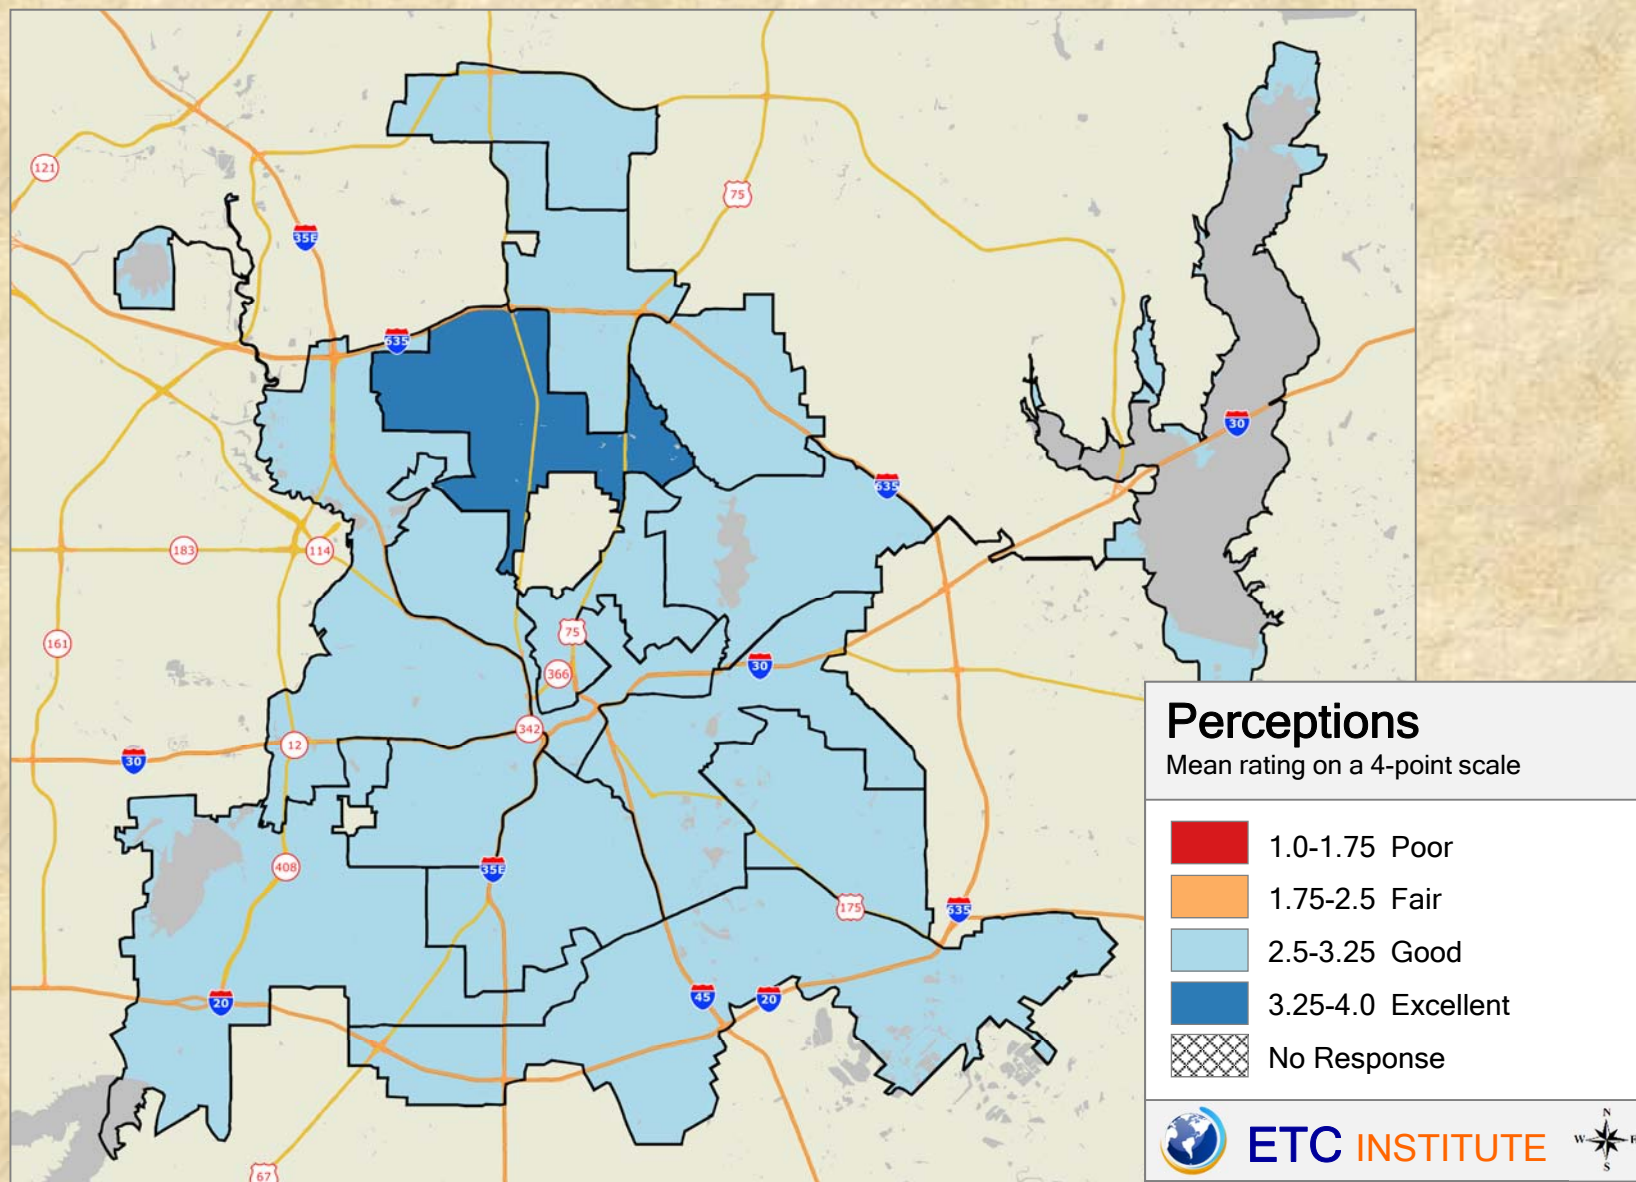 121
35E
75
635
30
635
183
114
161
75
366
30
342
12
30
408
35E
175
635
20
45
20
67
Perceptions
Mean rating on a 4-point scale
1.0-1.75 Poor
1.75-2.5 Fair
2.5-3.25 Good
3.25-4.0 Excellent
No Response
ETC INSTITUTE
N
W E
S